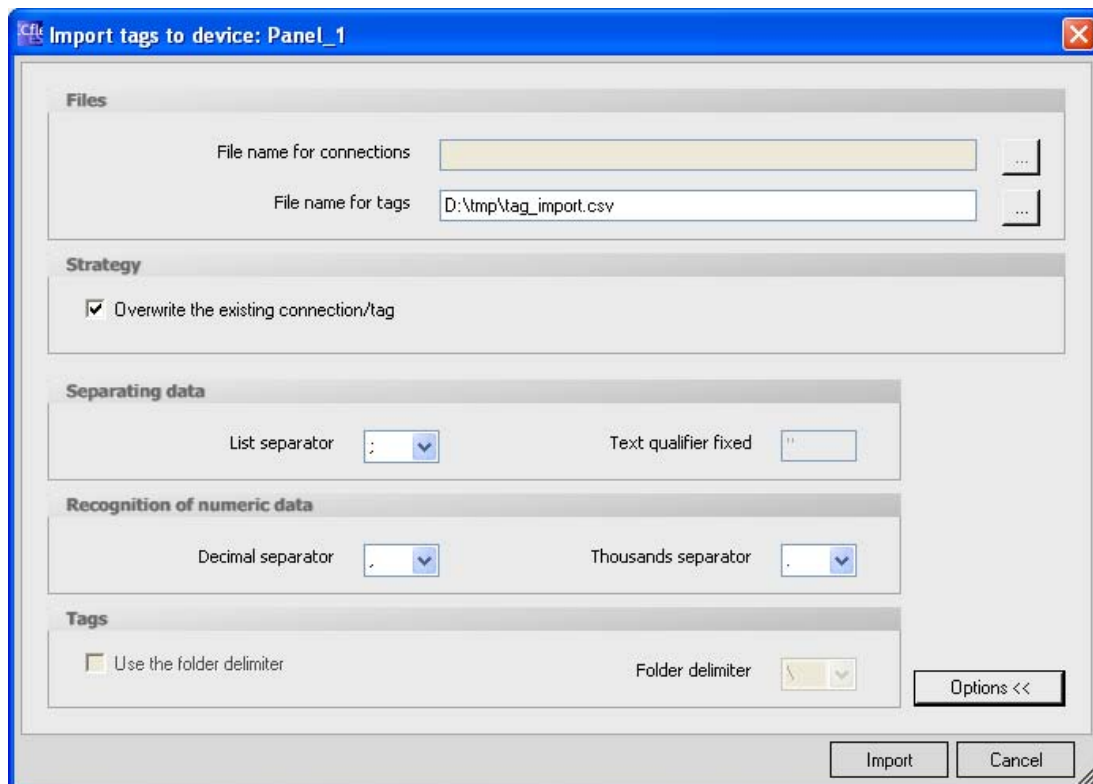 Import tags to device: Panel_1
Files
File name for connections
...
File name for tags
D:\tmp\tag_import.csv
...
Strategy
Overwrite the existing connection/tag
Separating data
List separator
;
Text qualifier fixed
"
Recognition of numeric data
Decimal separator
,
Thousands separator
.
Tags
Use the folder delimiter
Folder delimiter
\
Options <<
Import
Cancel